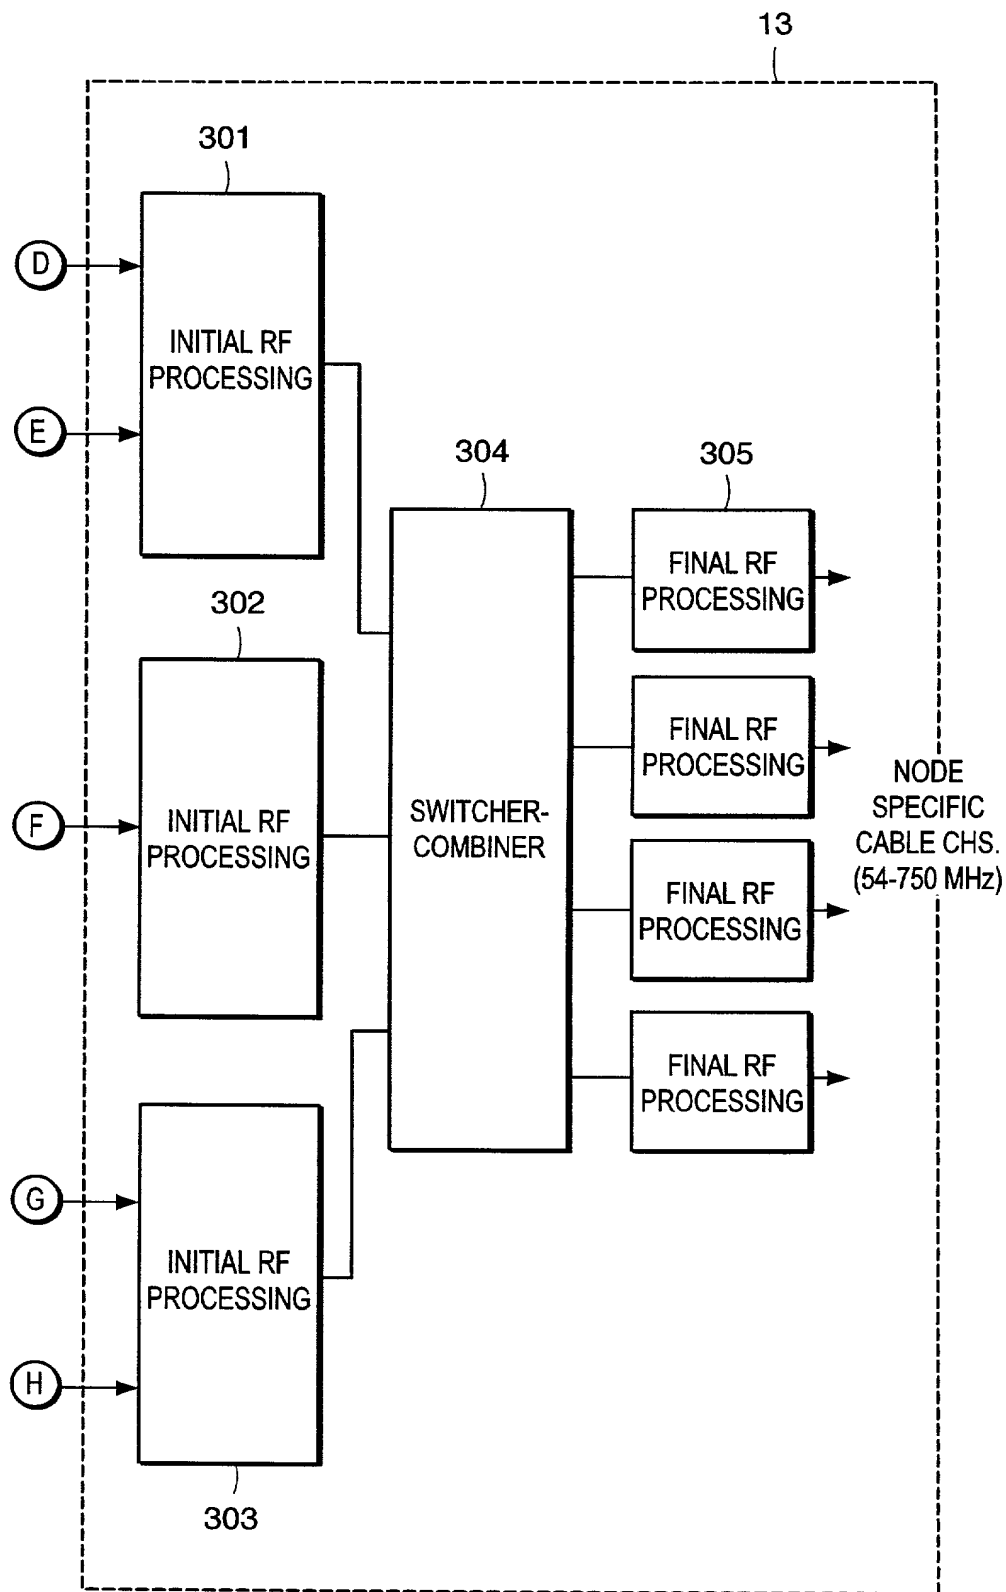 13
301
D
INITIAL RF
PROCESSING
E
304
305
FINAL RF
PROCESSING
302
FINAL RF
PROCESSING
F
INITIAL RF
PROCESSING
SWITCHER-
COMBINER
NODE
SPECIFIC
CABLE CHS.
(54-750 MHz)
FINAL RF
PROCESSING
FINAL RF
PROCESSING
G
INITIAL RF
PROCESSING
H
303